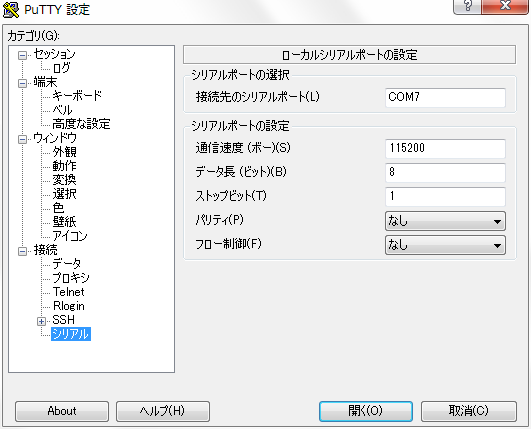 PuTTY 設定
カテゴリ(G):
セッション
ログ
端末
キーボード
ベル
高度な設定
ウィンドウ
外観
動作
変換
選択
色
壁紙
アイコン
接続
データ
プロキシ
Telnet
Rlogin
SSH
シリアル
ローカルシリアルポートの設定
シリアルポートの選択
接続先のシリアルポート(L) COM7
シリアルポートの設定
通信速度 (ボー)(S) 115200
データ長 (ビット)(B) 8
ストップビット(T) 1
パリティ(P) なし
フロー制御(F) なし
About ヘルプ(H) 開く(O) 取消(C)